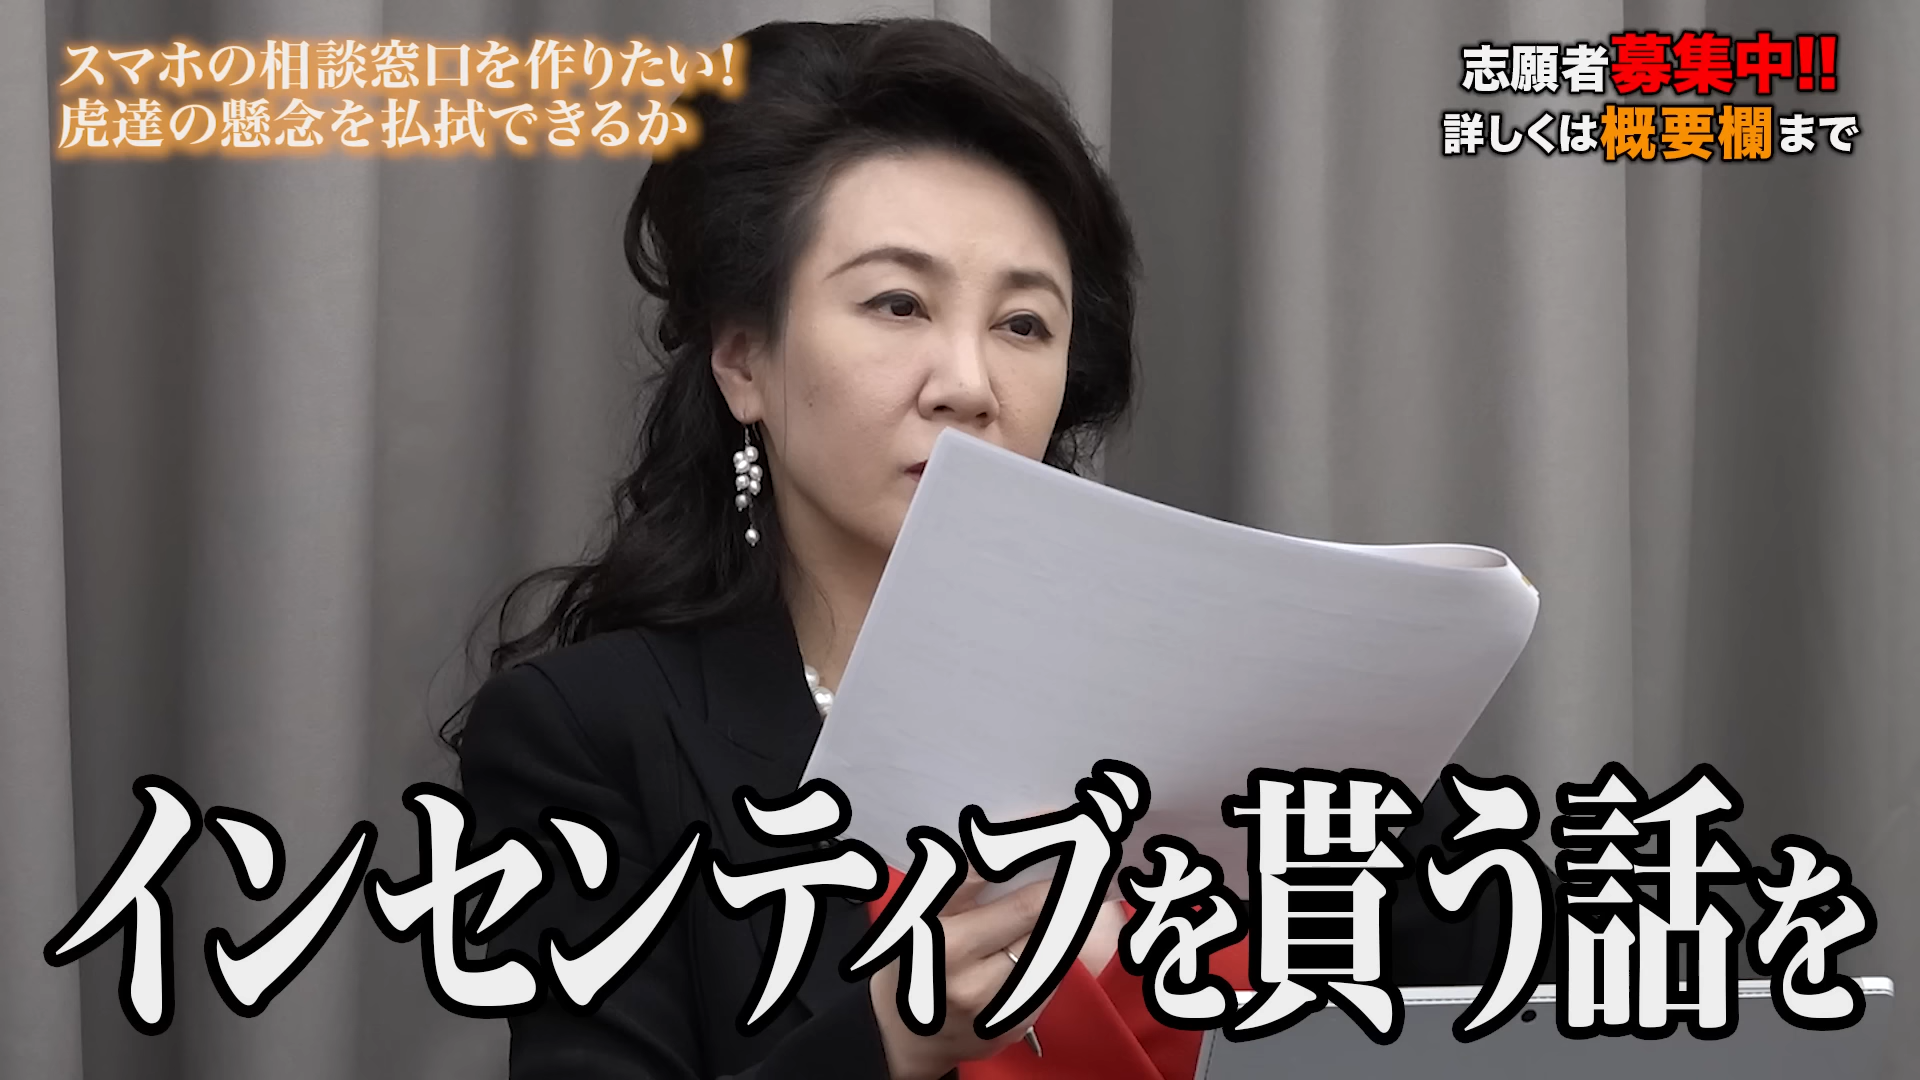 スマホの相談窓口を作りたい!
虎達の懸念を払拭できるか
志願者募集中!!
詳しくは概要欄まで
インセンティブを貰う話を